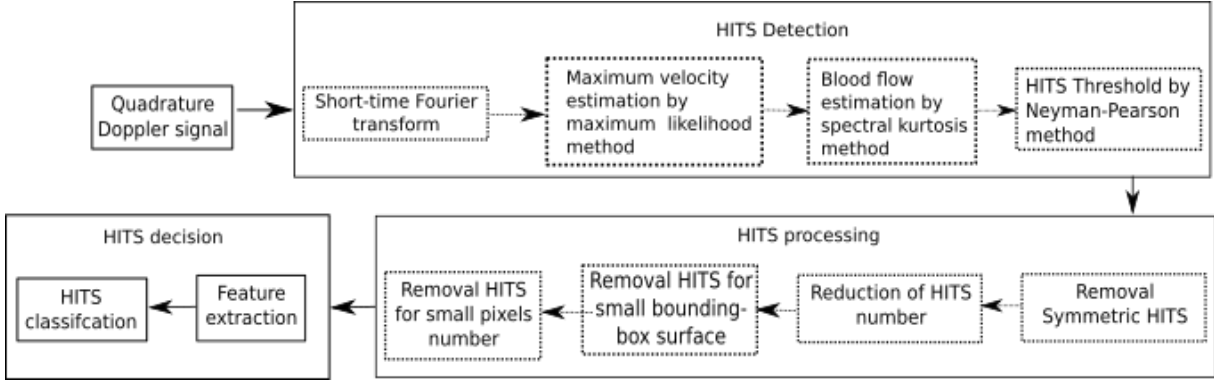 HITS Detection
Quadrature
Doppler signal
Short-time Fourier
transform
Maximum velocity
estimation by
maximum likelihood
method
Blood flow
estimation by
spectral kurtosis
method
HITS Threshold by
Neyman-Pearson
method
HITS processing
Removal
Symmetric HITS
Reduction of HITS
number
Removal HITS for
small bounding-
box surface
Removal HITS
for small pixels
number
HITS decision
Feature
extraction
HITS
classifcation